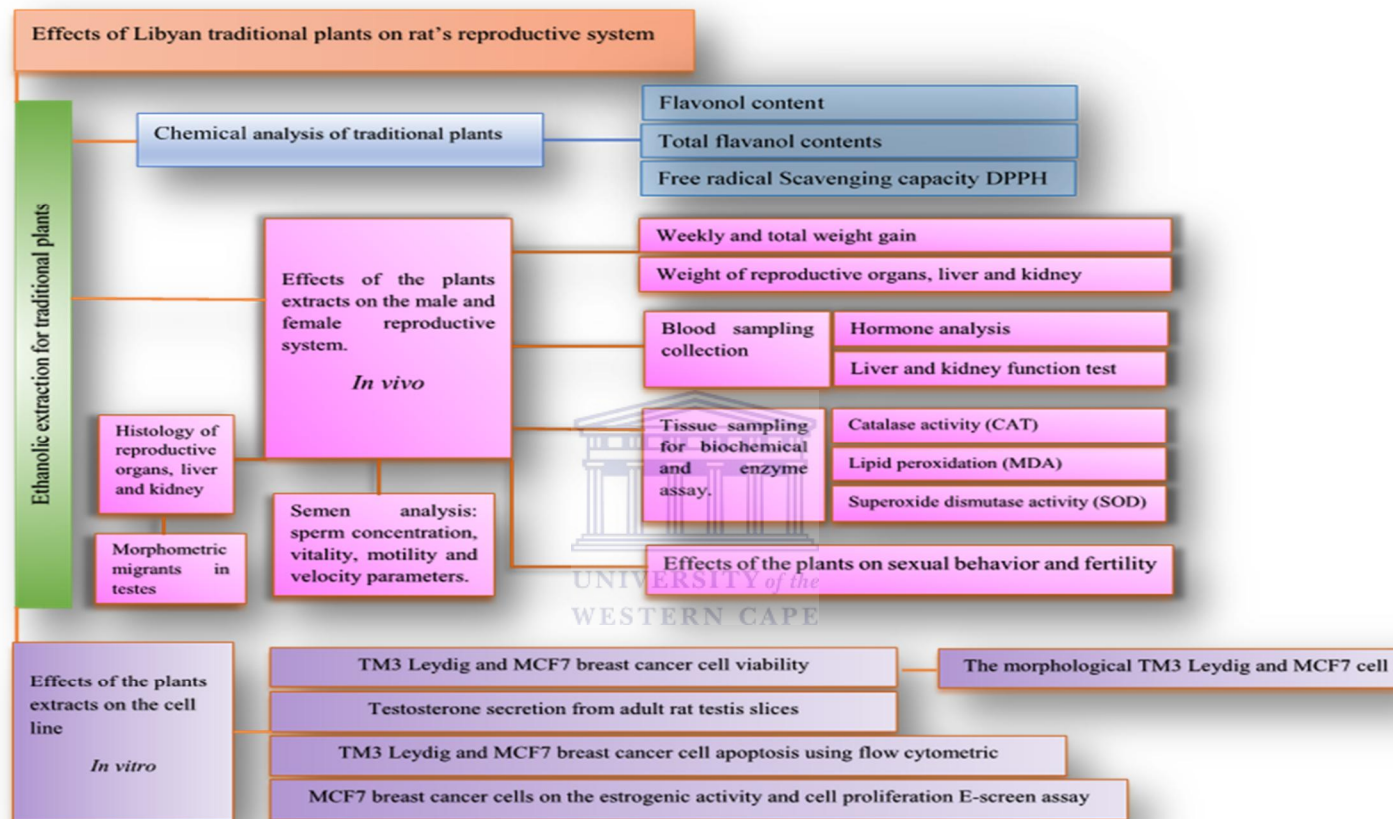 Effects of Libyan traditional plants on rat's reproductive system
Ethanolic extraction for traditional plants
Chemical analysis of traditional plants
Flavonol content
Total flavanol contents
Free radical Scavenging capacity DPPH
Effects of the plants
extracts on the male and
female reproductive
system.
In vivo
Weekly and total weight gain
Weight of reproductive organs, liver and kidney
Blood sampling
collection
Hormone analysis
Liver and kidney function test
Tissue sampling
for biochemical
and enzyme
assay.
Catalase activity (CAT)
Lipid peroxidation (MDA)
Superoxide dismutase activity (SOD)
Effects of the plants on sexual behavior and fertility
Histology of
reproductive
organs, liver
and kidney
Morphometric
migrants in
testes
Semen analysis:
sperm concentration,
vitality, motility and
velocity parameters.
UNIVERSITY of the
WESTERN CAPE
Effects of the plants
extracts on the cell
line
In vitro
TM3 Leydig and MCF7 breast cancer cell viability
The morphological TM3 Leydig and MCF7 cell
Testosterone secretion from adult rat testis slices
TM3 Leydig and MCF7 breast cancer cell apoptosis using flow cytometric
MCF7 breast cancer cells on the estrogenic activity and cell proliferation E-screen assay